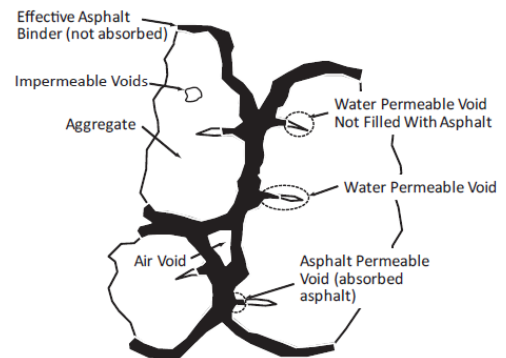 Effective Asphalt
Binder (not absorbed)
Impermeable Voids
Aggregate
Water Permeable Void
Not Filled With Asphalt
Water Permeable Void
Air Void
Asphalt Permeable
Void (absorbed
asphalt)